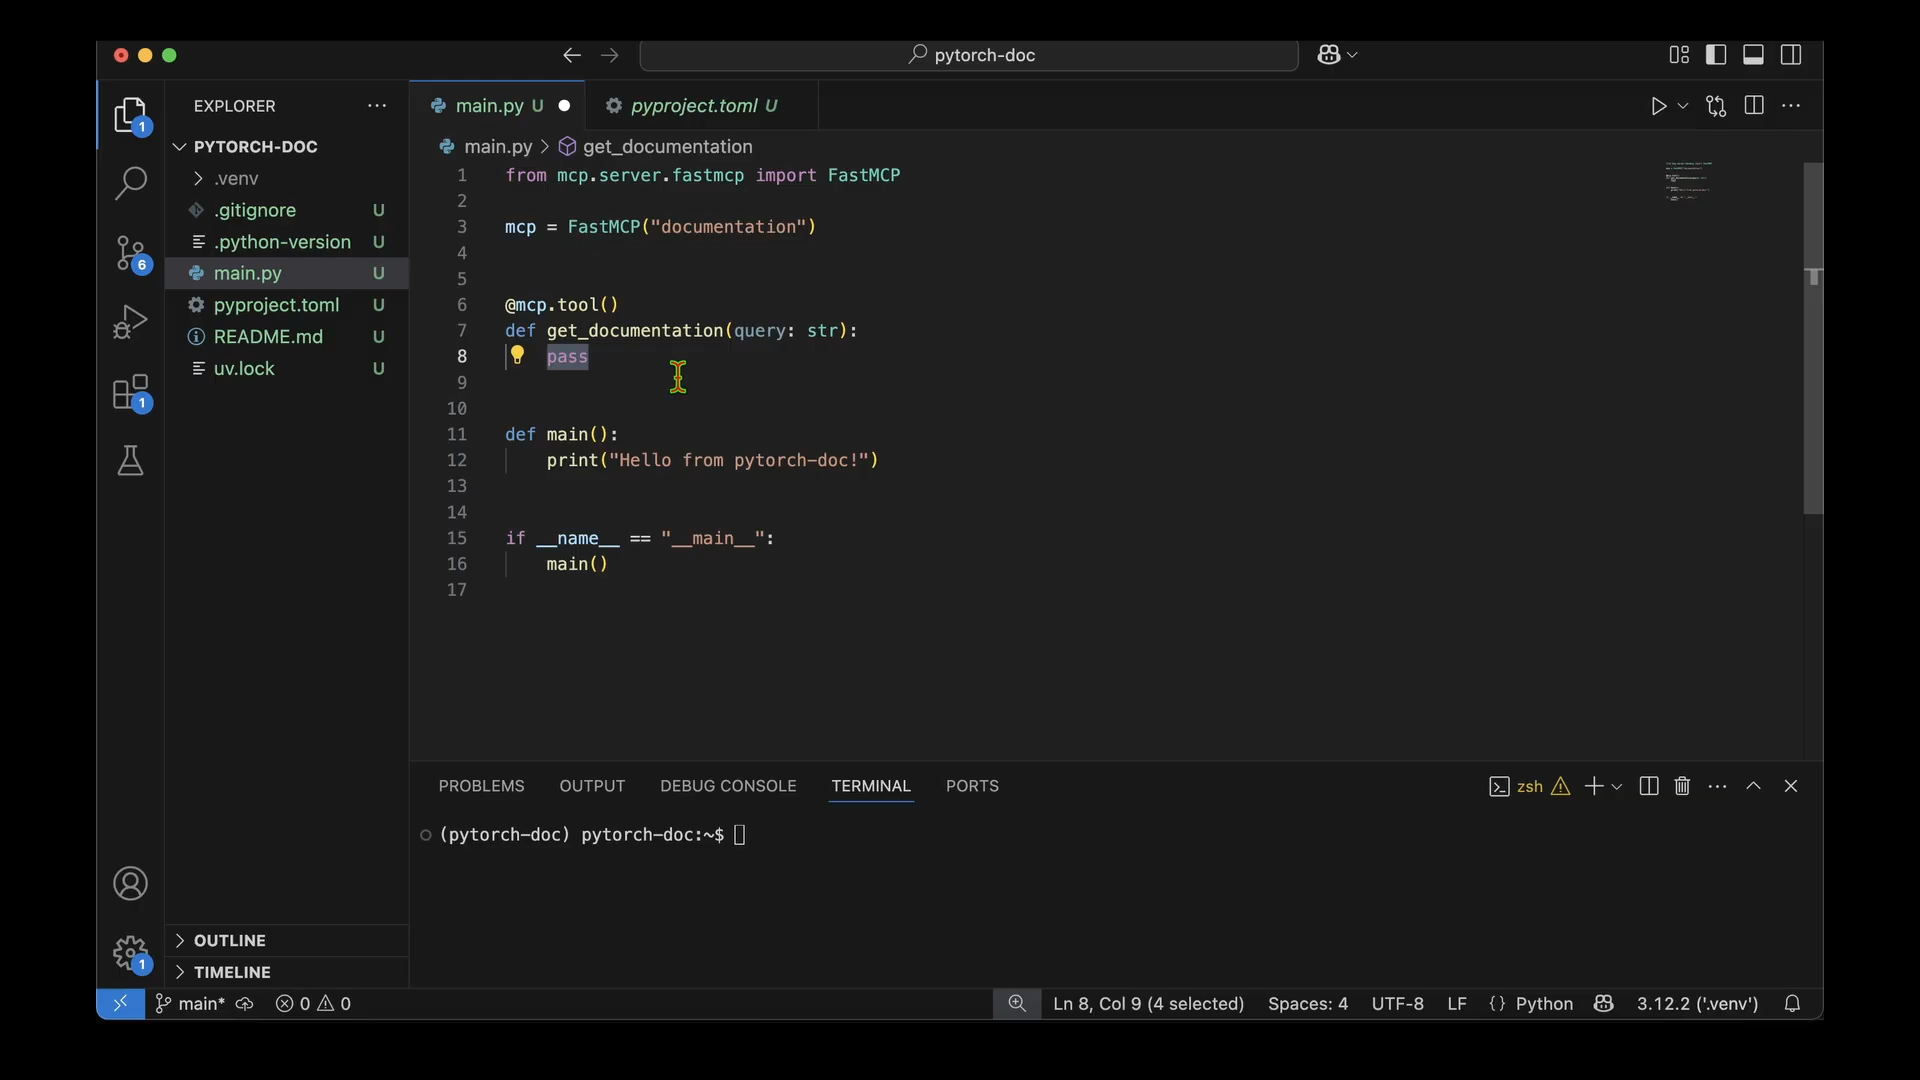 pytorch-doc
EXPLORER
PYTORCH-DOC
.venv
.gitignore U
.python-version U
main.py U
pyproject.toml U
README.md U
uv.lock U
1
6
1
1
OUTLINE
TIMELINE
main.py U
pyproject.toml U
main.py > get_documentation
1 from mcp.server.fastmcp import FastMCP
2
3 mcp = FastMCP("documentation")
4
5
6 @mcp.tool()
7 def get_documentation(query: str):
8 pass
9
10
11 def main():
12 print("Hello from pytorch-doc!")
13
14
15 if __name__ == "__main__":
16 main()
17
PROBLEMS OUTPUT DEBUG CONSOLE TERMINAL PORTS
zsh
(pytorch-doc) pytorch-doc:~$
main* 0 0 Ln 8, Col 9 (4 selected) Spaces: 4 UTF-8 LF {} Python 3.12.2 ('.venv')